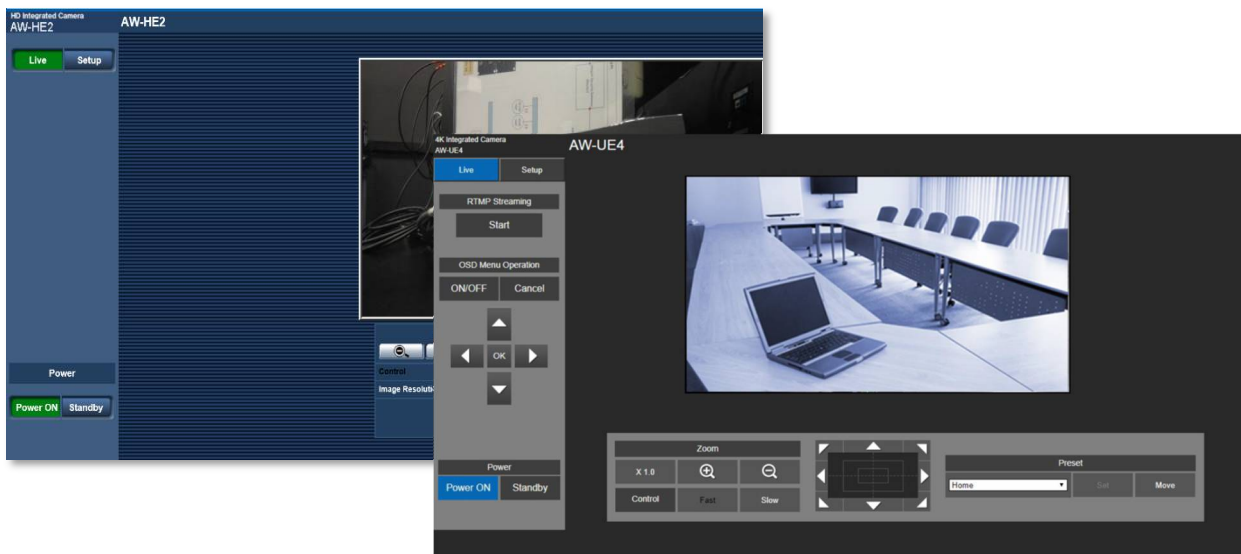 HD Integrated Camera
AW-HE2
AW-HE2
Live Setup
Power
Power ON Standby
Control
Image Resoluti
4K Integrated Camera
AW-UE4
AW-UE4
Live Setup
RTMP Streaming
Start
OSD Menu Operation
ON/OFF Cancel
OK
Power
Power ON Standby
Zoom
X 1.0
Control Fast Slow
Preset
Home Set Move